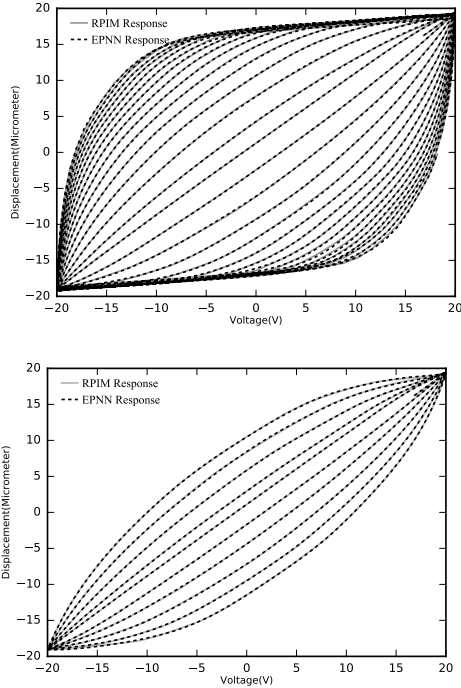 20
15
10
5
0
−5
−10
−15
−20
Displacement(Micrometer)
RPIM Response
EPNN Response
−20 −15 −10 −5 0 5 10 15 20
Voltage(V)
20
15
10
5
0
−5
−10
−15
−20
Displacement(Micrometer)
RPIM Response
EPNN Response
−20 −15 −10 −5 0 5 10 15 20
Voltage(V)